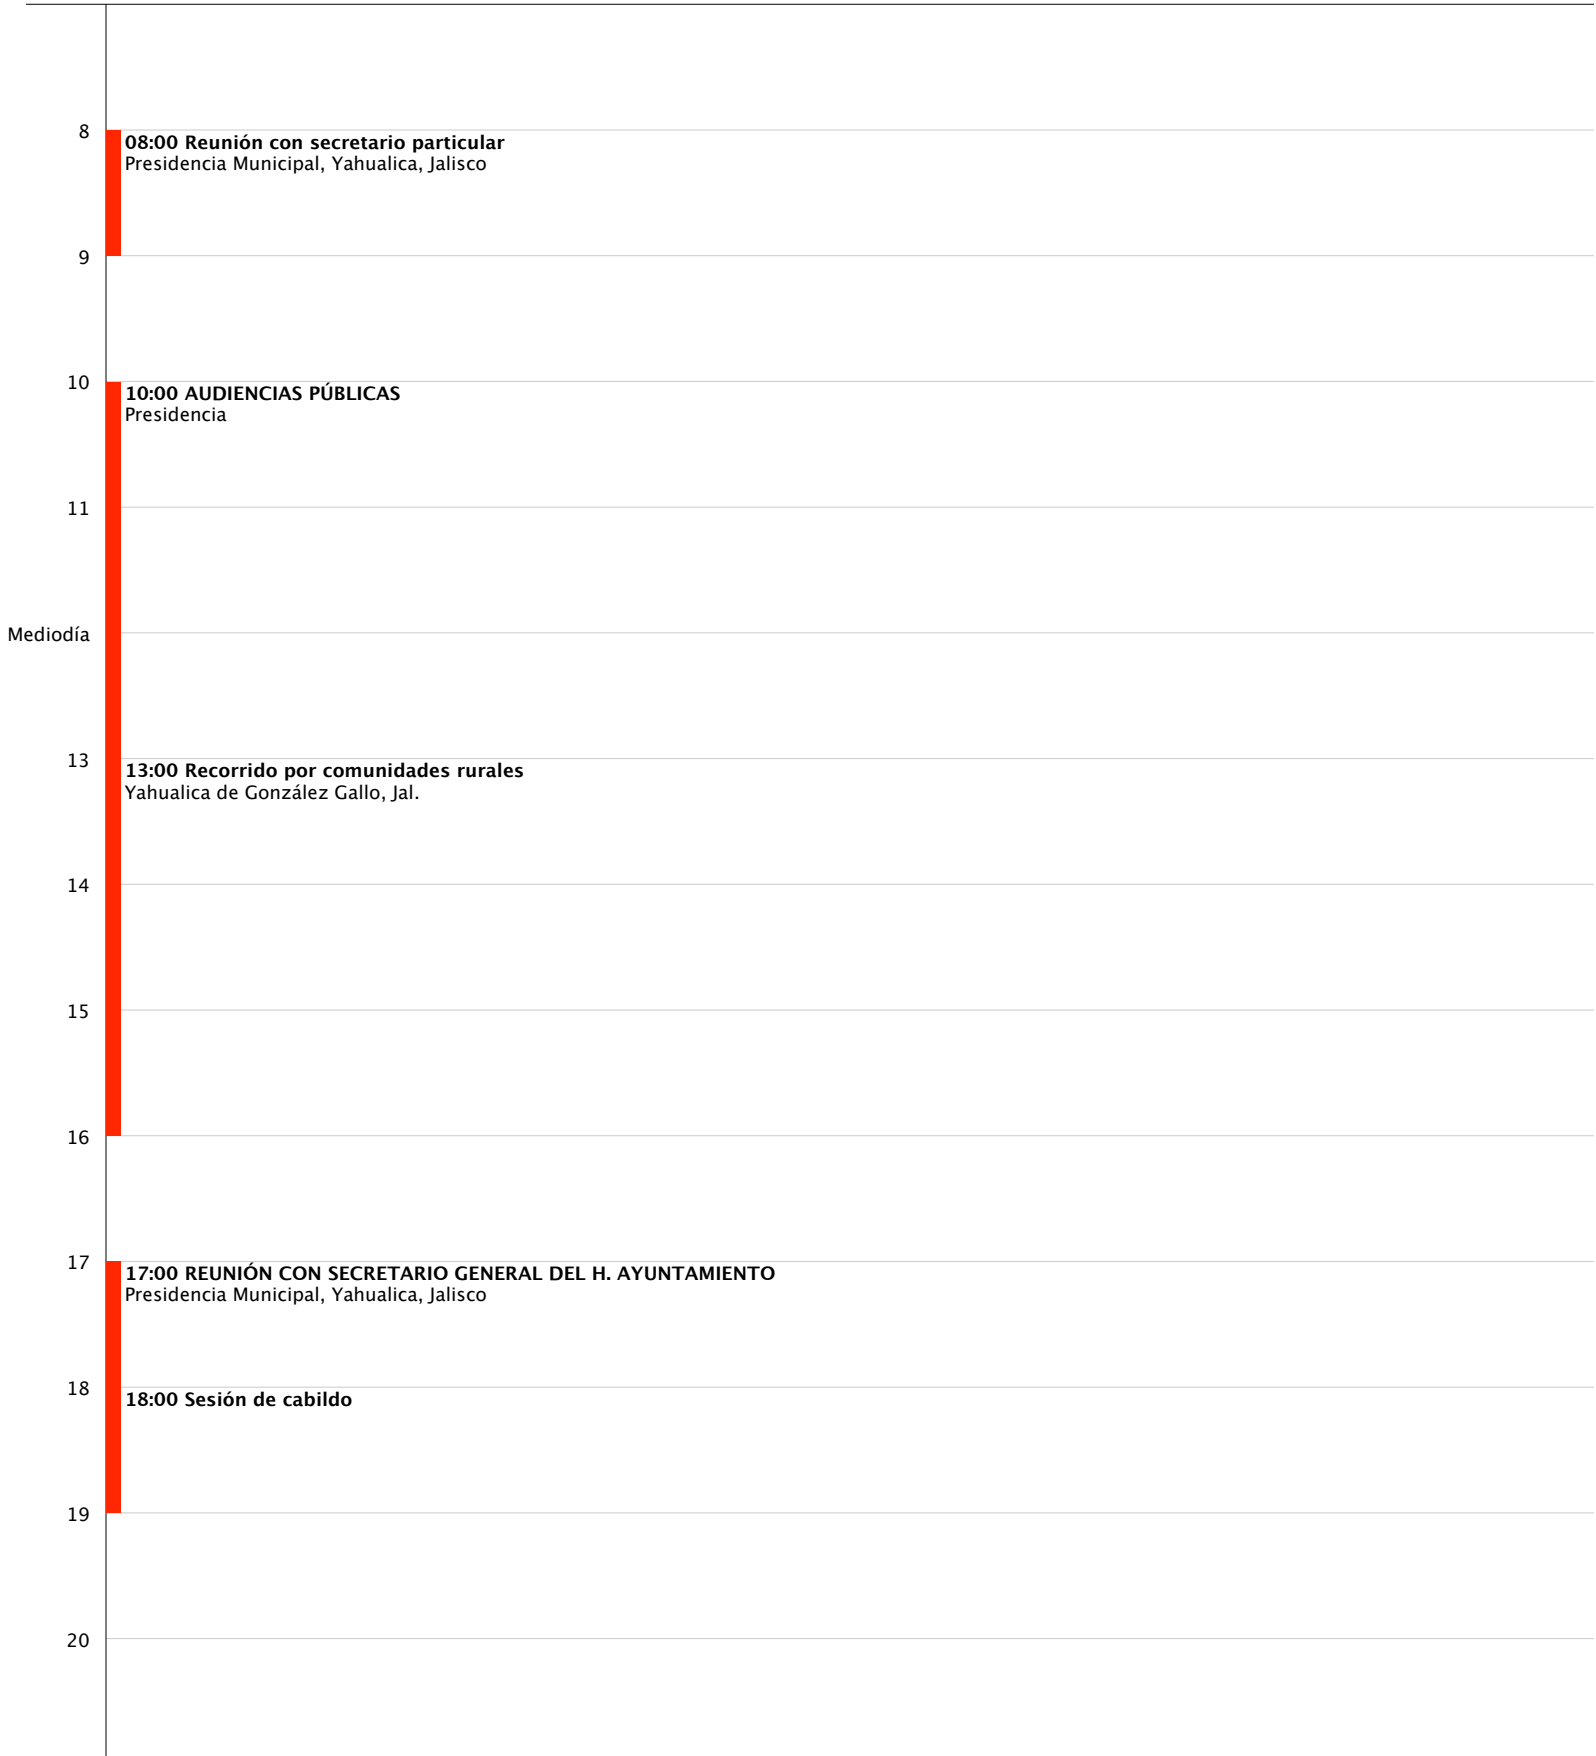 8
08:00 Reunión con secretario particular
Presidencia Municipal, Yahualica, Jalisco
9
10
10:00 AUDIENCIAS PÚBLICAS
Presidencia
11
Mediodía
13
13:00 Recorrido por comunidades rurales
Yahualica de González Gallo, Jal.
14
15
16
17
17:00 REUNIÓN CON SECRETARIO GENERAL DEL H. AYUNTAMIENTO
Presidencia Municipal, Yahualica, Jalisco
18
18:00 Sesión de cabildo
19
20